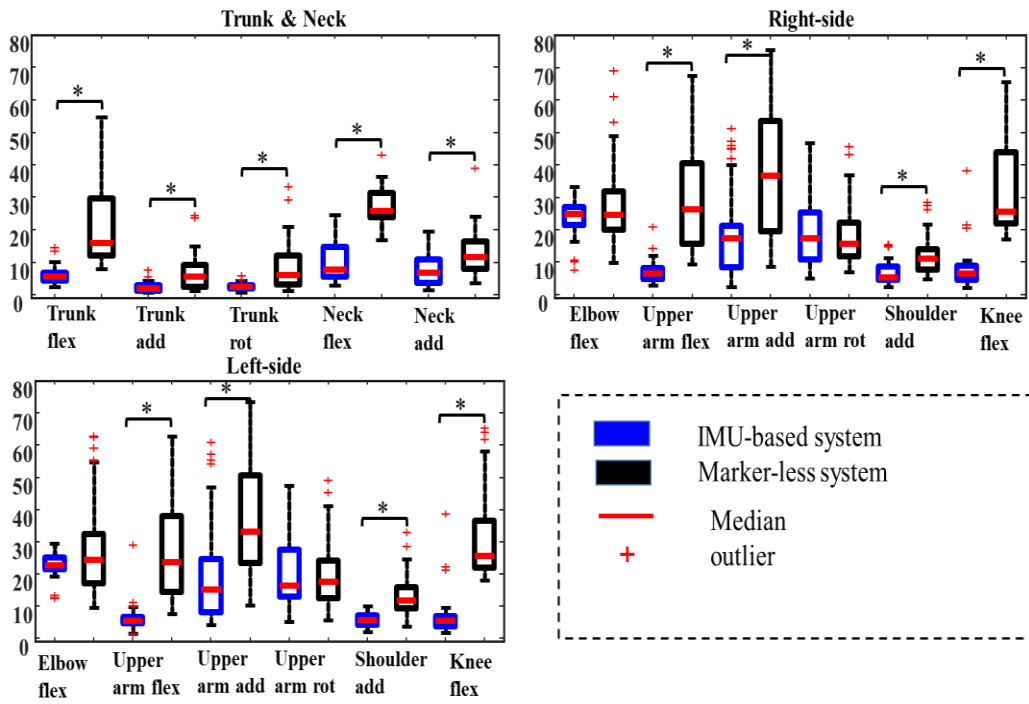 Trunk & Neck
80
70
60
50
40
30
20
10
0
*
*
*
*
*
Trunk flex
Trunk add
Trunk rot
Neck flex
Neck add
Right-side
80
70
60
50
40
30
20
10
0
*
*
*
*
Elbow flex
Upper arm flex
Upper arm add
Upper arm rot
Shoulder add
Knee flex
Left-side
80
70
60
50
40
30
20
10
0
*
*
*
*
Elbow flex
Upper arm flex
Upper arm add
Upper arm rot
Shoulder add
Knee flex
IMU-based system
Marker-less system
Median
+ outlier